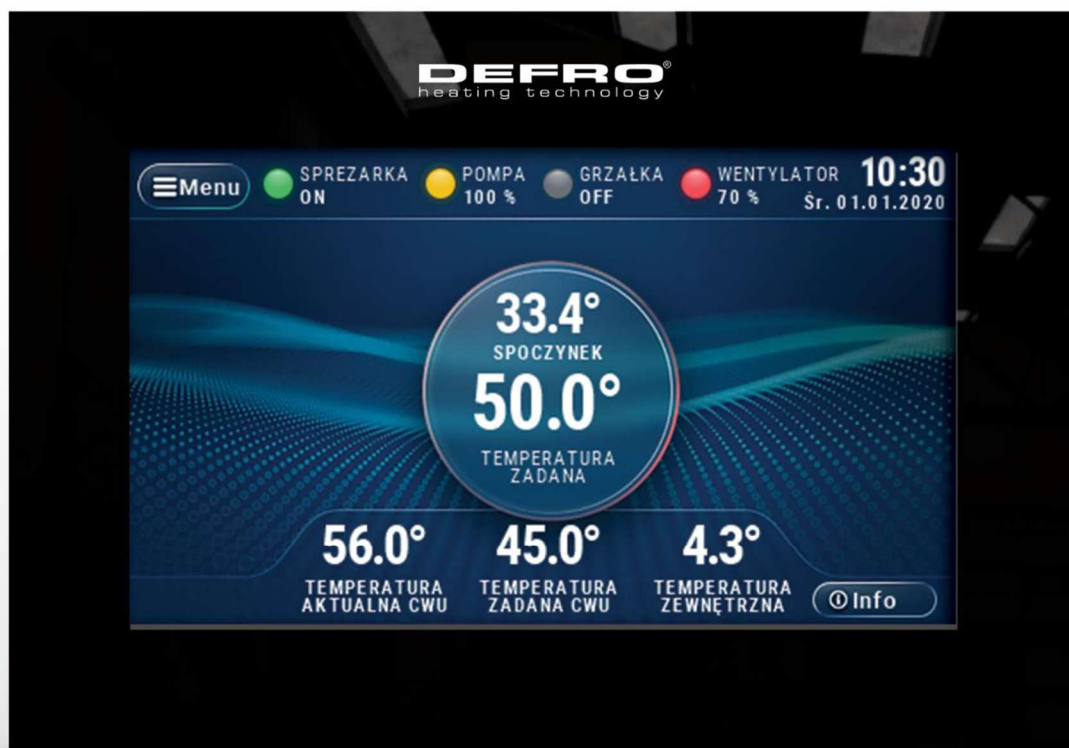 DEFRO®
heating technology
Menu
SPREZARKA
ON
POMPA
100 %
GRZAŁKA
OFF
WENTYLATOR
70 %
10:30
Śr. 01.01.2020
33.4°
SPOCZYNEK
50.0°
TEMPERATURA
ZADANA
56.0°
TEMPERATURA
AKTUALNA CWU
45.0°
TEMPERATURA
ZADANA CWU
4.3°
TEMPERATURA
ZEWNĘTRZNA
Info